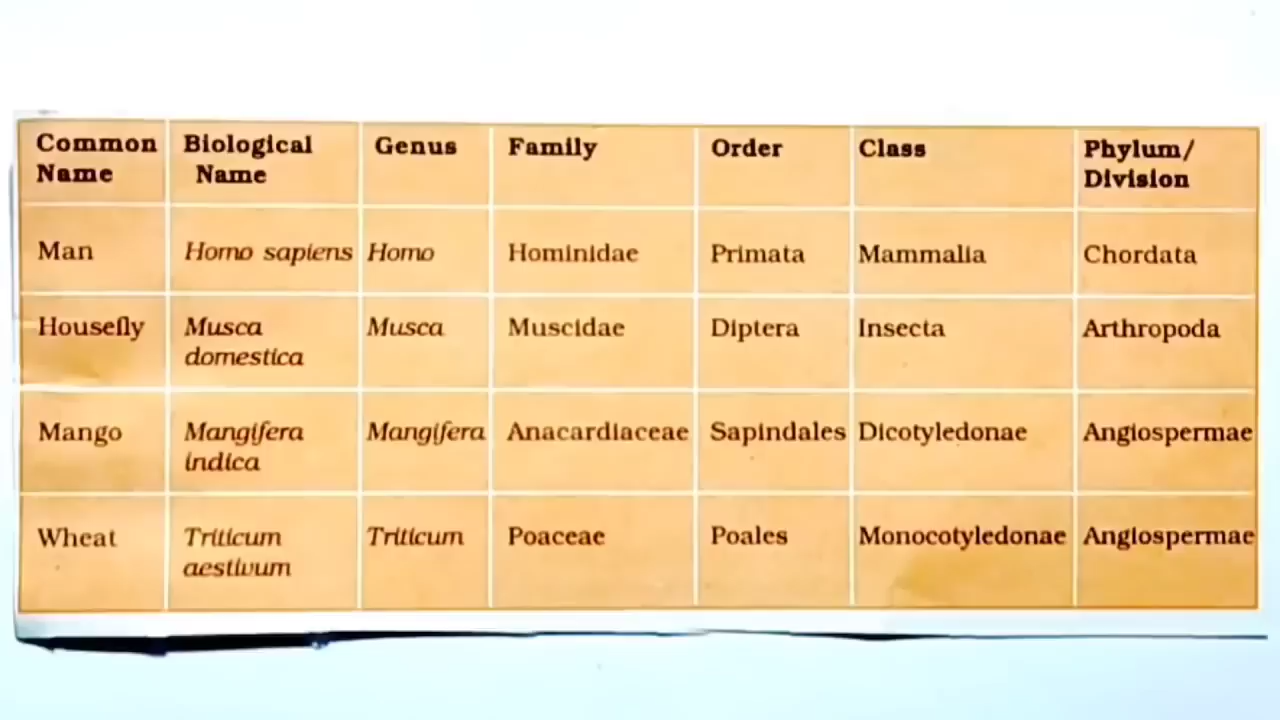 Common Name | Biological Name | Genus | Family | Order | Class | Phylum/ Division
Man | Homo sapiens | Homo | Hominidae | Primata | Mammalia | Chordata
Housefly | Musca domestica | Musca | Muscidae | Diptera | Insecta | Arthropoda
Mango | Mangifera indica | Mangifera | Anacardiaceae | Sapindales | Dicotyledonae | Angiospermae
Wheat | Triticum aestivum | Triticum | Poaceae | Poales | Monocotyledonae | Angiospermae